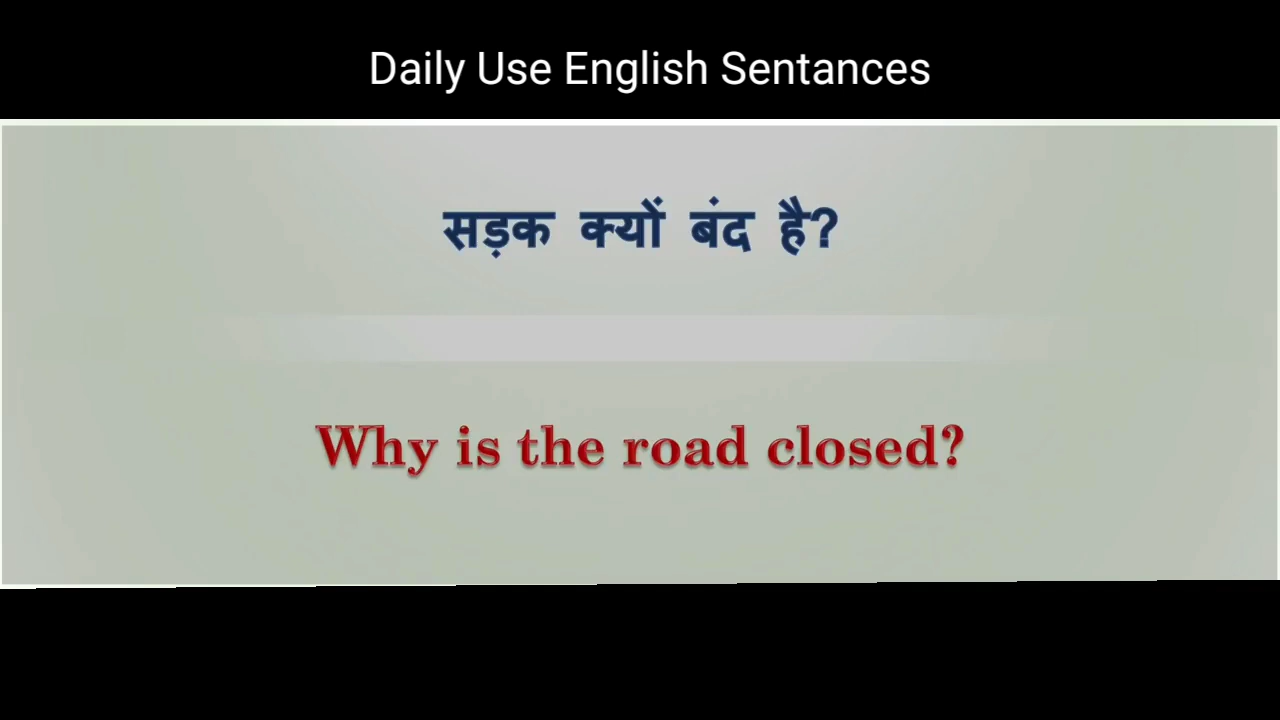 Daily Use English Sentances
सड़क क्यों बंद है?
Why is the road closed?